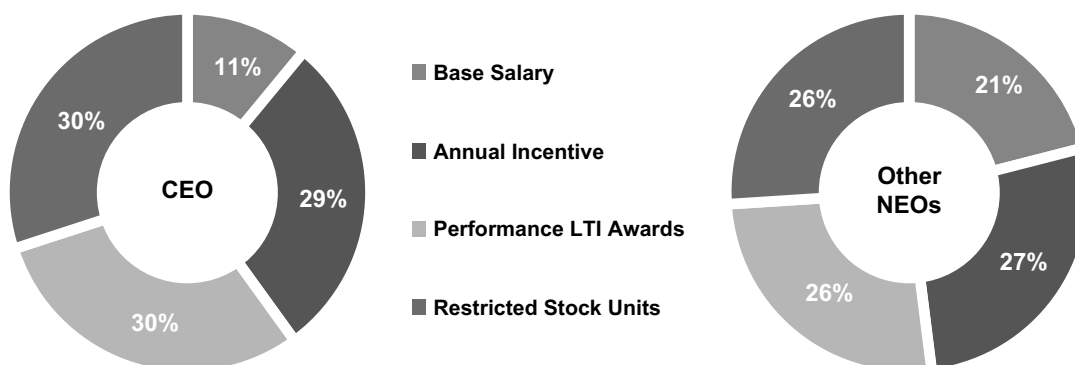 11%
29%
30%
30%
CEO
Base Salary
Annual Incentive
Performance LTI Awards
Restricted Stock Units
21%
27%
26%
26%
Other
NEOs